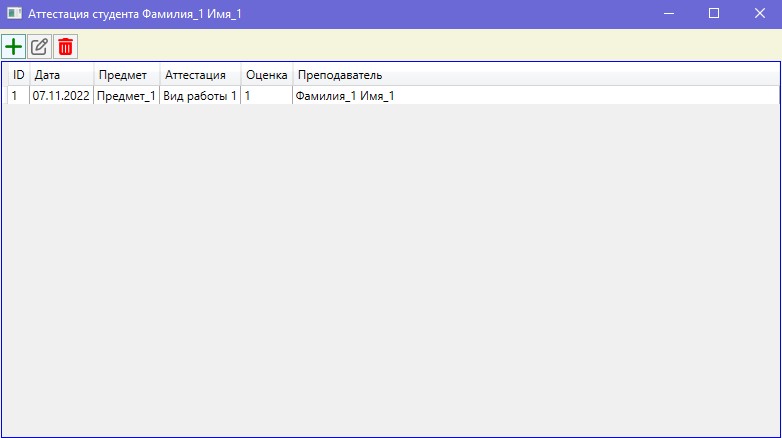 Аттестация студента Фамилия_1 Имя_1
ID Дата Предмет Аттестация Оценка Преподаватель
1 07.11.2022 Предмет_1 Вид работы 1 1 Фамилия_1 Имя_1